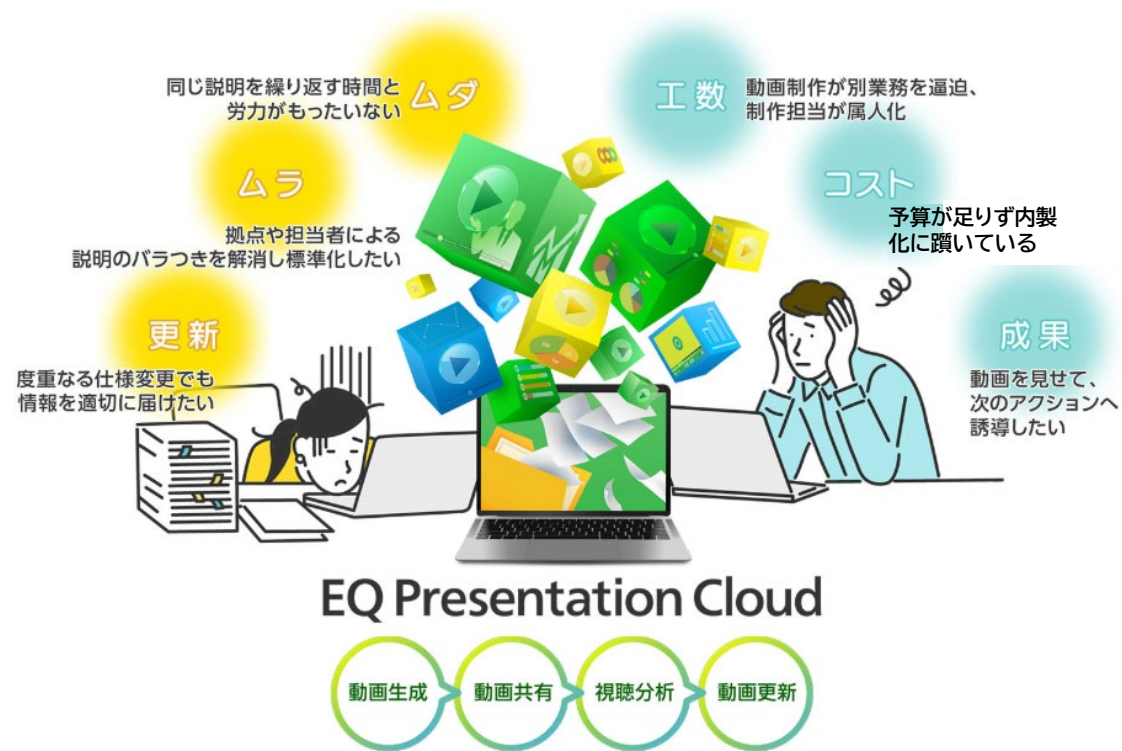 ムダ
同じ説明を繰り返す時間と
労力がもったいない
ムラ
拠点や担当者による
説明のバラつきを解消し標準化したい
更新
度重なる仕様変更でも
情報を適切に届けたい
工数
動画制作が別業務を逼迫、
制作担当が属人化
コスト
予算が足りず内製
化に躓いている
成果
動画を見せて、
次のアクションへ
誘導したい
EQ Presentation Cloud
動画生成
動画共有
視聴分析
動画更新